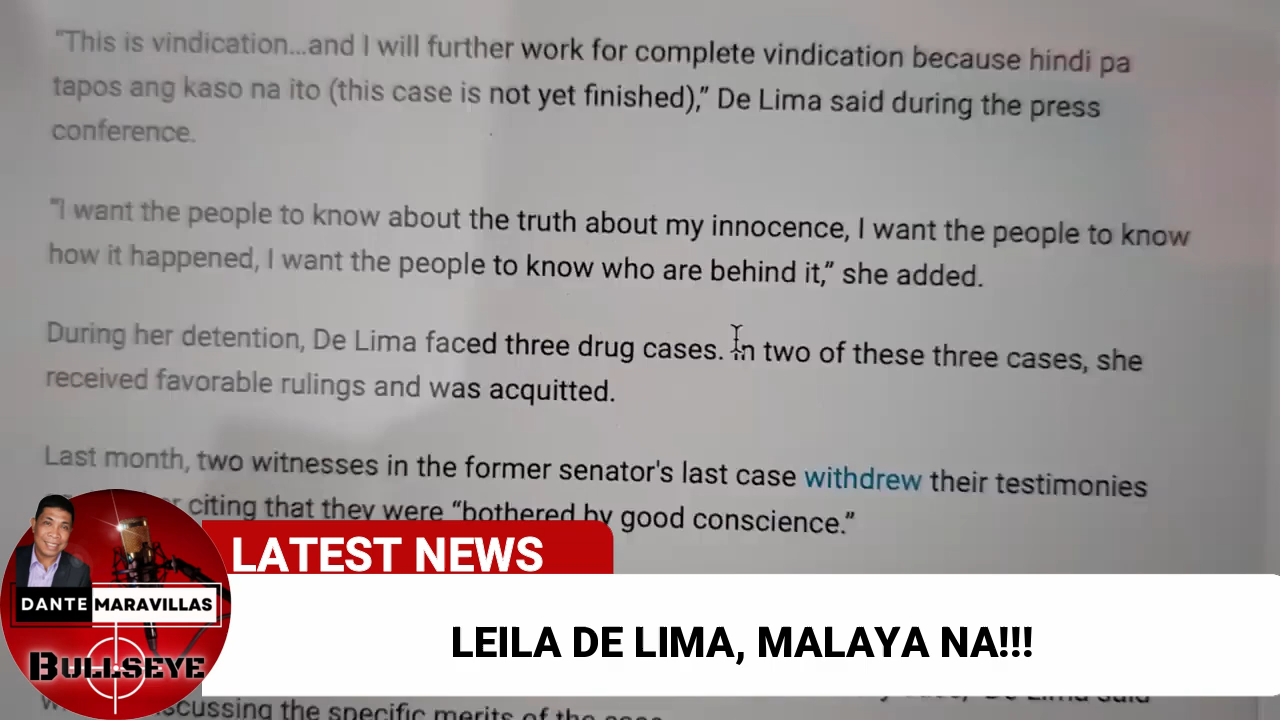 “This is vindication...and I will further work for complete vindication because hindi pa
tapos ang kaso na ito (this case is not yet finished),” De Lima said during the press
conference.
“I want the people to know about the truth about my innocence, I want the people to know
how it happened, I want the people to know who are behind it,” she added.
During her detention, De Lima faced three drug cases. In two of these three cases, she
received favorable rulings and was acquitted.
Last month, two witnesses in the former senator's last case withdrew their testimonies
citing that they were “bothered by good conscience.”
LATEST NEWS
DANTE MARAVILLAS
LEILA DE LIMA, MALAYA NA!!!
BULLSEYE
De Lima said
the specific merits of the case